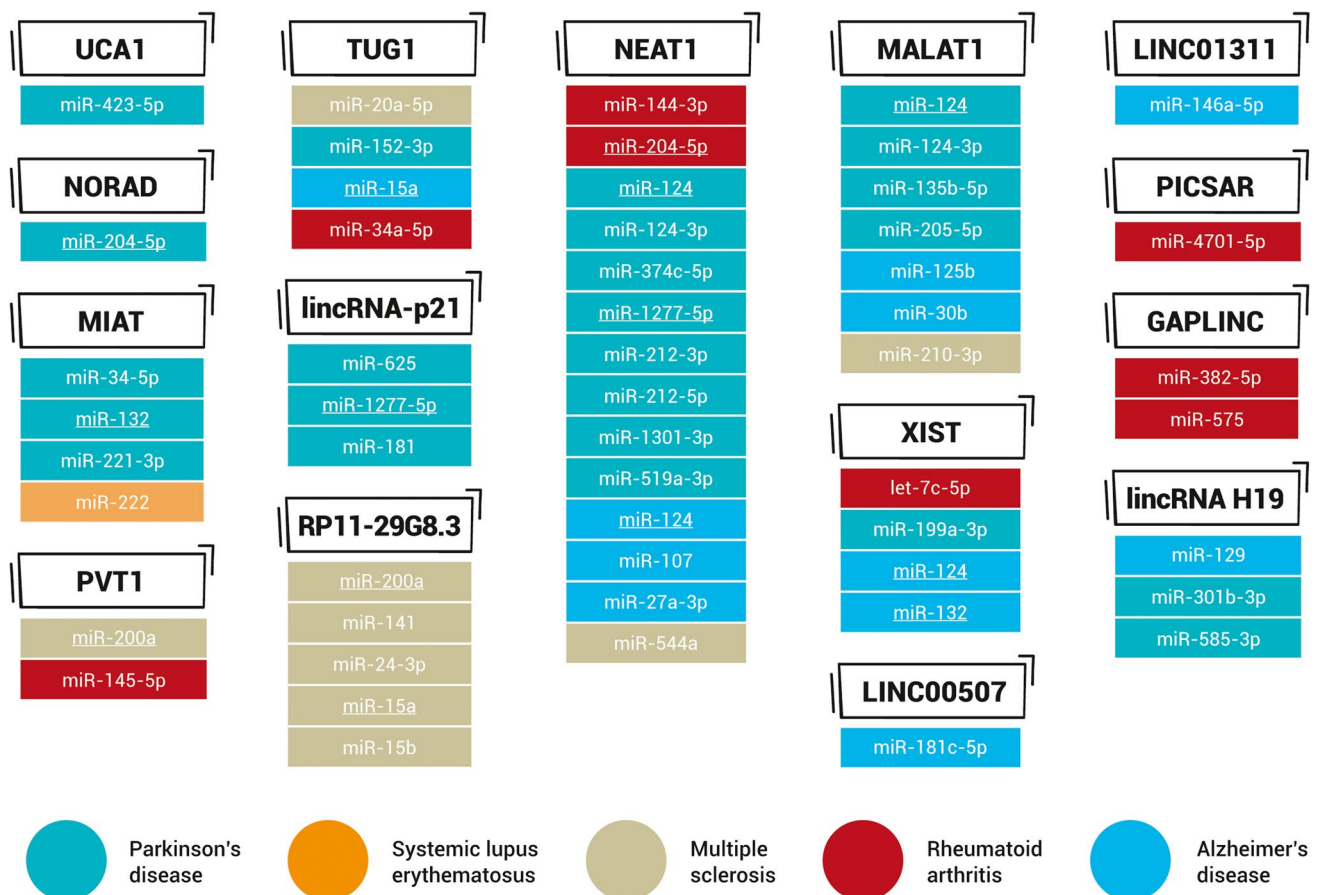 UCA1
miR-423-5p
NORAD
miR-204-5p
MIAT
miR-34-5p
miR-132
miR-221-3p
miR-222
PVT1
miR-200a
miR-145-5p
TUG1
miR-20a-5p
miR-152-3p
miR-15a
miR-34a-5p
lincRNA-p21
miR-625
miR-1277-5p
miR-181
RP11-29G8.3
miR-200a
miR-141
miR-24-3p
miR-15a
miR-15b
NEAT1
miR-144-3p
miR-204-5p
miR-124
miR-124-3p
miR-374c-5p
miR-1277-5p
miR-212-3p
miR-212-5p
miR-1301-3p
miR-519a-3p
miR-124
miR-107
miR-27a-3p
miR-544a
MALAT1
miR-124
miR-124-3p
miR-135b-5p
miR-205-5p
miR-125b
miR-30b
miR-210-3p
XIST
let-7c-5p
miR-199a-3p
miR-124
miR-132
LINC00507
miR-181c-5p
LINC01311
miR-146a-5p
PICSAR
miR-4701-5p
GAPLINC
miR-382-5p
miR-575
lincRNA H19
miR-129
miR-301b-3p
miR-585-3p
Parkinson's
disease
Systemic lupus
erythematosus
Multiple
sclerosis
Rheumatoid
arthritis
Alzheimer's
disease